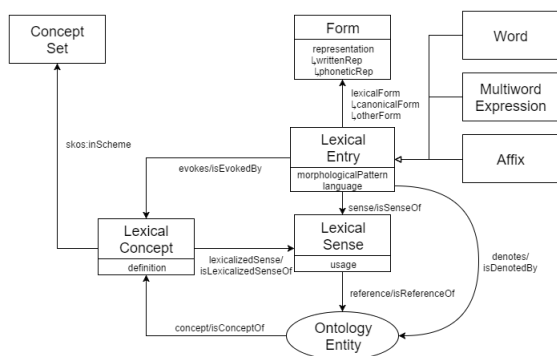 Concept
Set
Form
representation
↳writtenRep
↳phoneticRep
Word
Multiword
Expression
Affix
lexicalForm
↳canonicalForm
↳otherForm
skos:inScheme
evokes/isEvokedBy
Lexical
Entry
morphologicalPattern
language
sense/isSenseOf
Lexical
Concept
definition
lexicalizedSense/
isLexicalizedSenseOf
Lexical
Sense
usage
denotes/
isDenotedBy
reference/isReferenceOf
concept/isConceptOf
Ontology
Entity